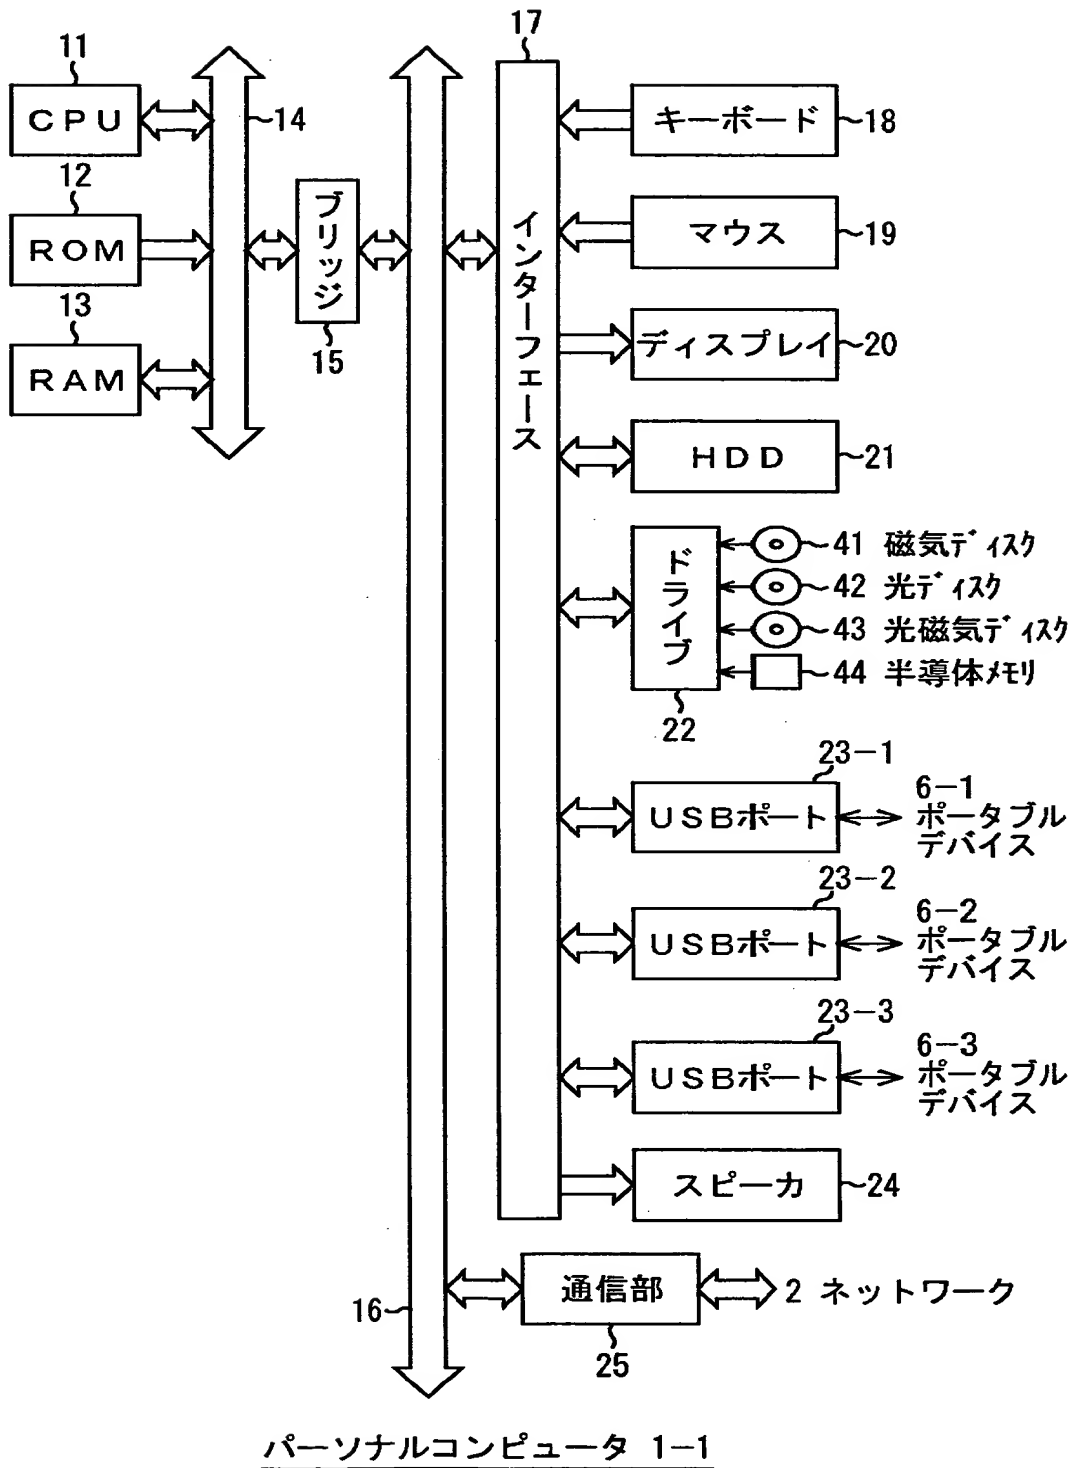 11
CPU
12
ROM
13
RAM
14
ブリッジ
15
16
17
インターフェース
キーボード
18
マウス
19
ディスプレイ
20
HDD
21
ドライブ
22
41 磁気ﾃﾞｨｽｸ
42 光ﾃﾞｨｽｸ
43 光磁気ﾃﾞｨｽｸ
44 半導体ﾒﾓﾘ
23-1
USBポート
6-1
ポータブル
デバイス
23-2
USBポート
6-2
ポータブル
デバイス
23-3
USBポート
6-3
ポータブル
デバイス
スピーカ
24
通信部
25
2 ネットワーク
パーソナルコンピュータ 1-1